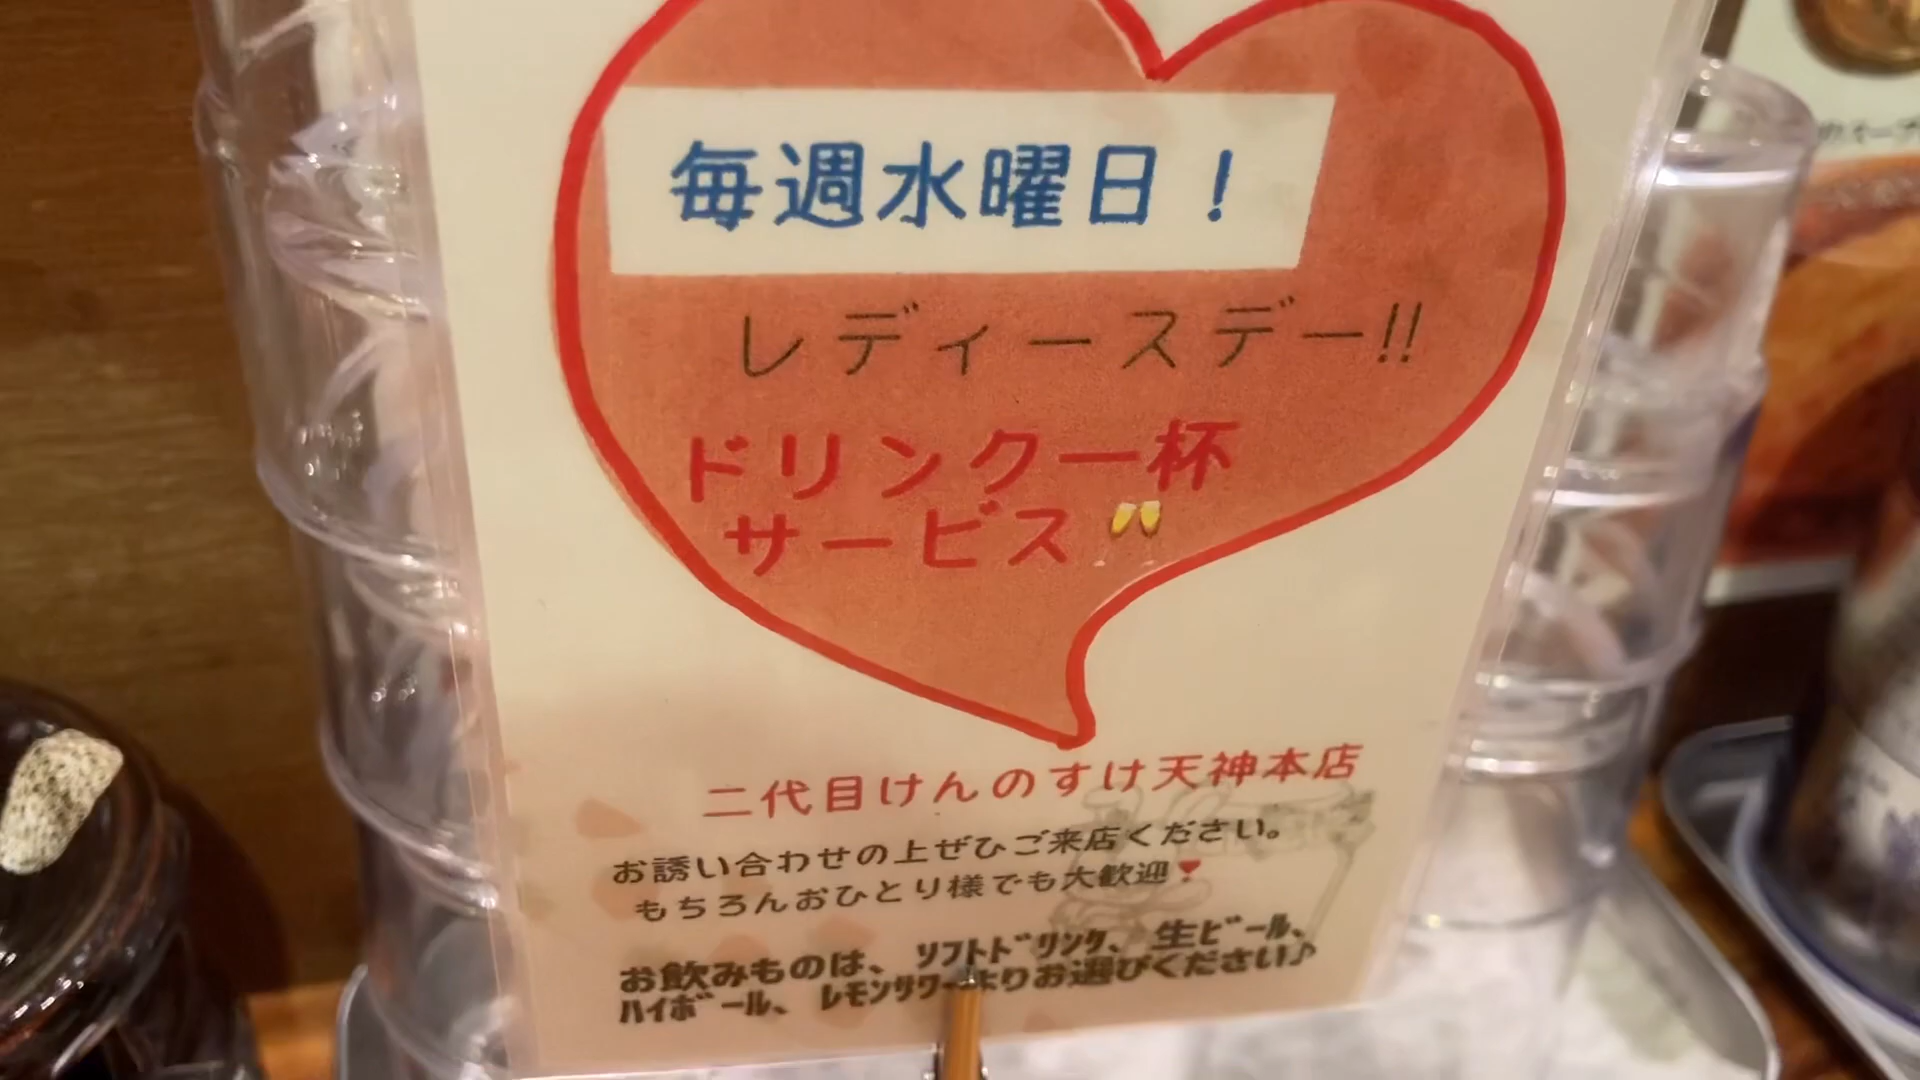 毎週水曜日！
レディースデー!!
ドリンク一杯
サービス🥂
二代目けんのすけ天神本店
お誘い合わせの上ぜひご来店ください。
もちろんおひとり様でも大歓迎❣
お飲みものは、ソフトドリンク、生ビール、
ハイボール、レモンサワーよりお選びください♪